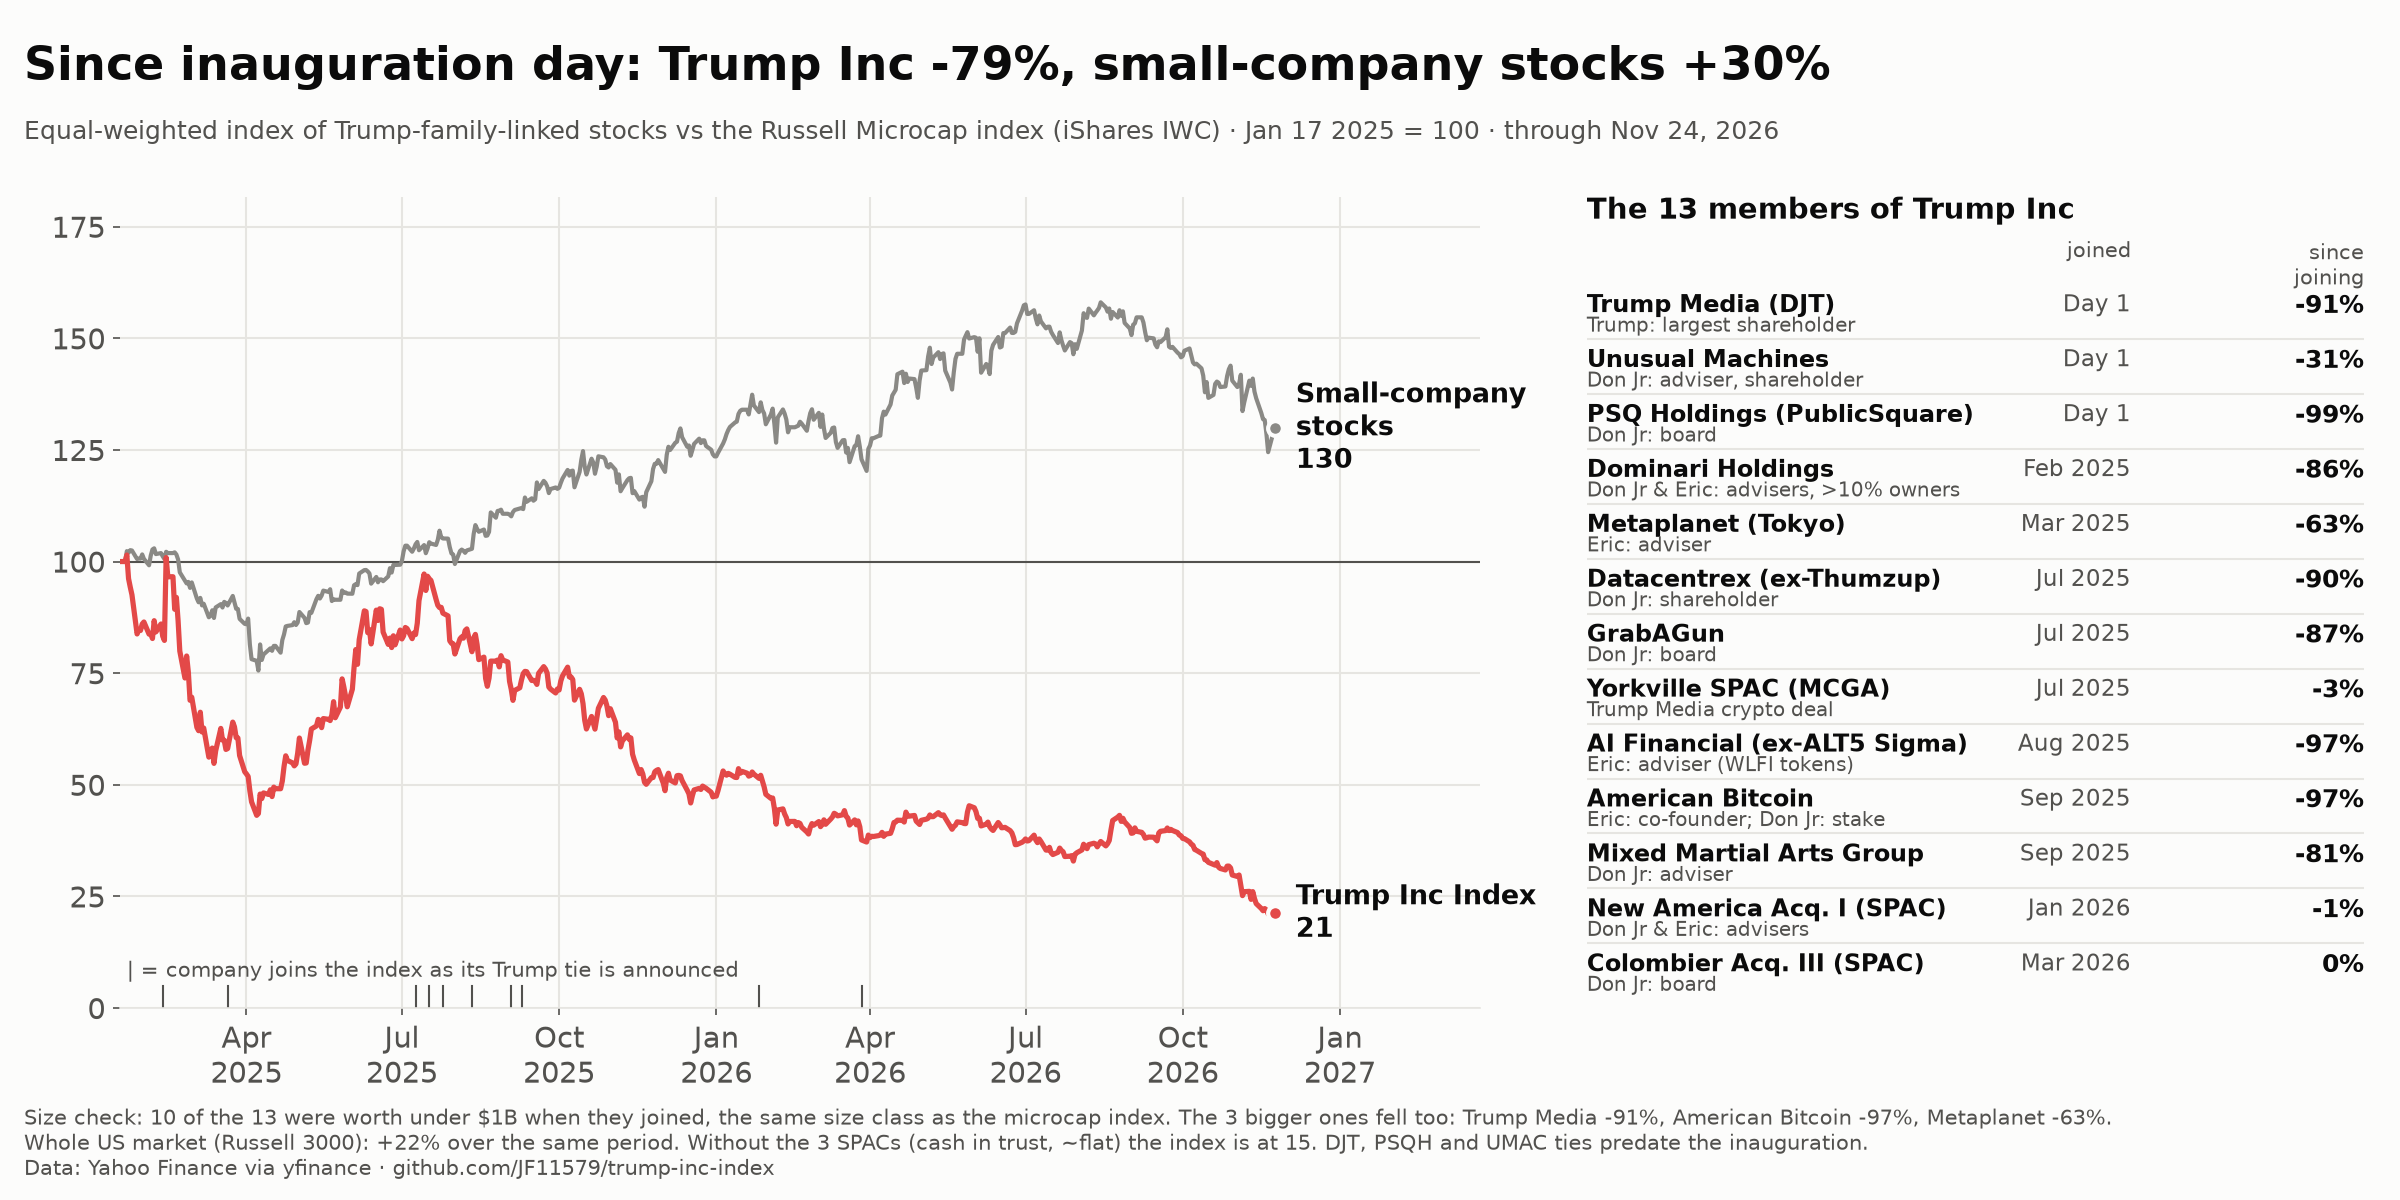 Since inauguration day: Trump Inc -79%, small-company stocks +30%
Equal-weighted index of Trump-family-linked stocks vs the Russell Microcap index (iShares IWC) · Jan 17 2025 = 100 · through Nov 24, 2026
175
150
125
100
75
50
25
0
Small-company
stocks
130
Trump Inc Index
21
| = company joins the index as its Trump tie is announced
Apr
2025
Jul
2025
Oct
2025
Jan
2026
Apr
2026
Jul
2026
Oct
2026
Jan
2027
The 13 members of Trump Inc
joined since
joining
Trump Media (DJT) Day 1 -91%
Trump: largest shareholder
Unusual Machines Day 1 -31%
Don Jr: adviser, shareholder
PSQ Holdings (PublicSquare) Day 1 -99%
Don Jr: board
Dominari Holdings Feb 2025 -86%
Don Jr & Eric: advisers, >10% owners
Metaplanet (Tokyo) Mar 2025 -63%
Eric: adviser
Datacentrex (ex-Thumzup) Jul 2025 -90%
Don Jr: shareholder
GrabAGun Jul 2025 -87%
Don Jr: board
Yorkville SPAC (MCGA) Jul 2025 -3%
Trump Media crypto deal
AI Financial (ex-ALT5 Sigma) Aug 2025 -97%
Eric: adviser (WLFI tokens)
American Bitcoin Sep 2025 -97%
Eric: co-founder; Don Jr: stake
Mixed Martial Arts Group Sep 2025 -81%
Don Jr: adviser
New America Acq. I (SPAC) Jan 2026 -1%
Don Jr & Eric: advisers
Colombier Acq. III (SPAC) Mar 2026 0%
Don Jr: board
Size check: 10 of the 13 were worth under $1B when they joined, the same size class as the microcap index. The 3 bigger ones fell too: Trump Media -91%, American Bitcoin -97%, Metaplanet -63%.
Whole US market (Russell 3000): +22% over the same period. Without the 3 SPACs (cash in trust, ~flat) the index is at 15. DJT, PSQH and UMAC ties predate the inauguration.
Data: Yahoo Finance via yfinance · github.com/JF11579/trump-inc-index